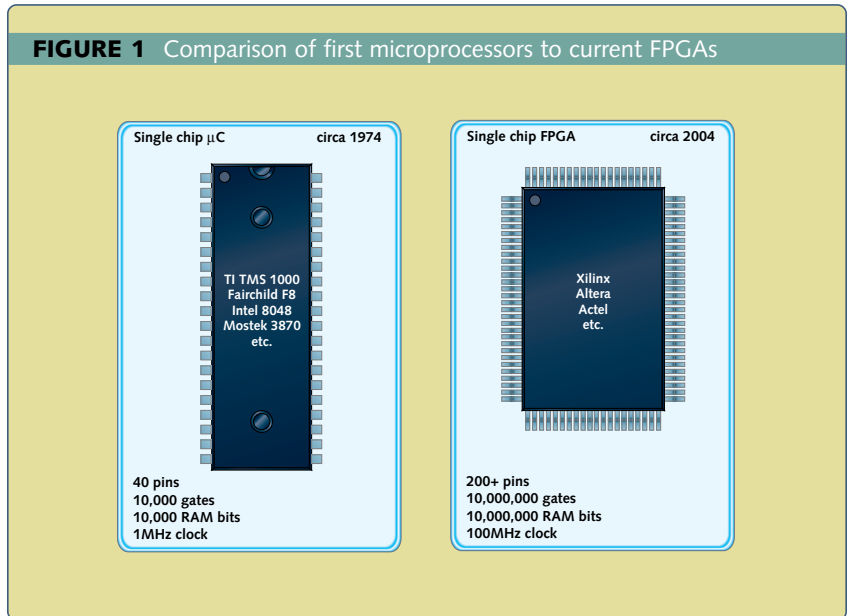 FIGURE 1 Comparison of first microprocessors to current FPGAs
Single chip μC circa 1974
TI TMS 1000
Fairchild F8
Intel 8048
Mostek 3870
etc.
40 pins
10,000 gates
10,000 RAM bits
1MHz clock
Single chip FPGA circa 2004
Xilinx
Altera
Actel
etc.
200+ pins
10,000,000 gates
10,000,000 RAM bits
100MHz clock